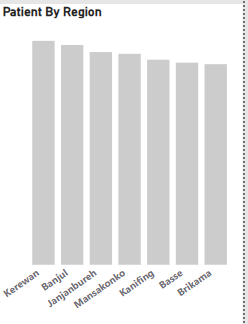 Patient By Region
Kerewan
Banjul
Janjanbureh
Mansakonko
Kanifing
Basse
Brikama